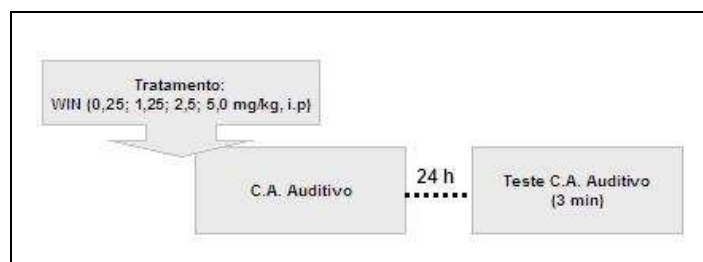 Tratamento:
WIN (0,25; 1,25; 2,5; 5,0 mg/kg, i.p)
C.A. Auditivo
24 h
Teste C.A. Auditivo
(3 min)